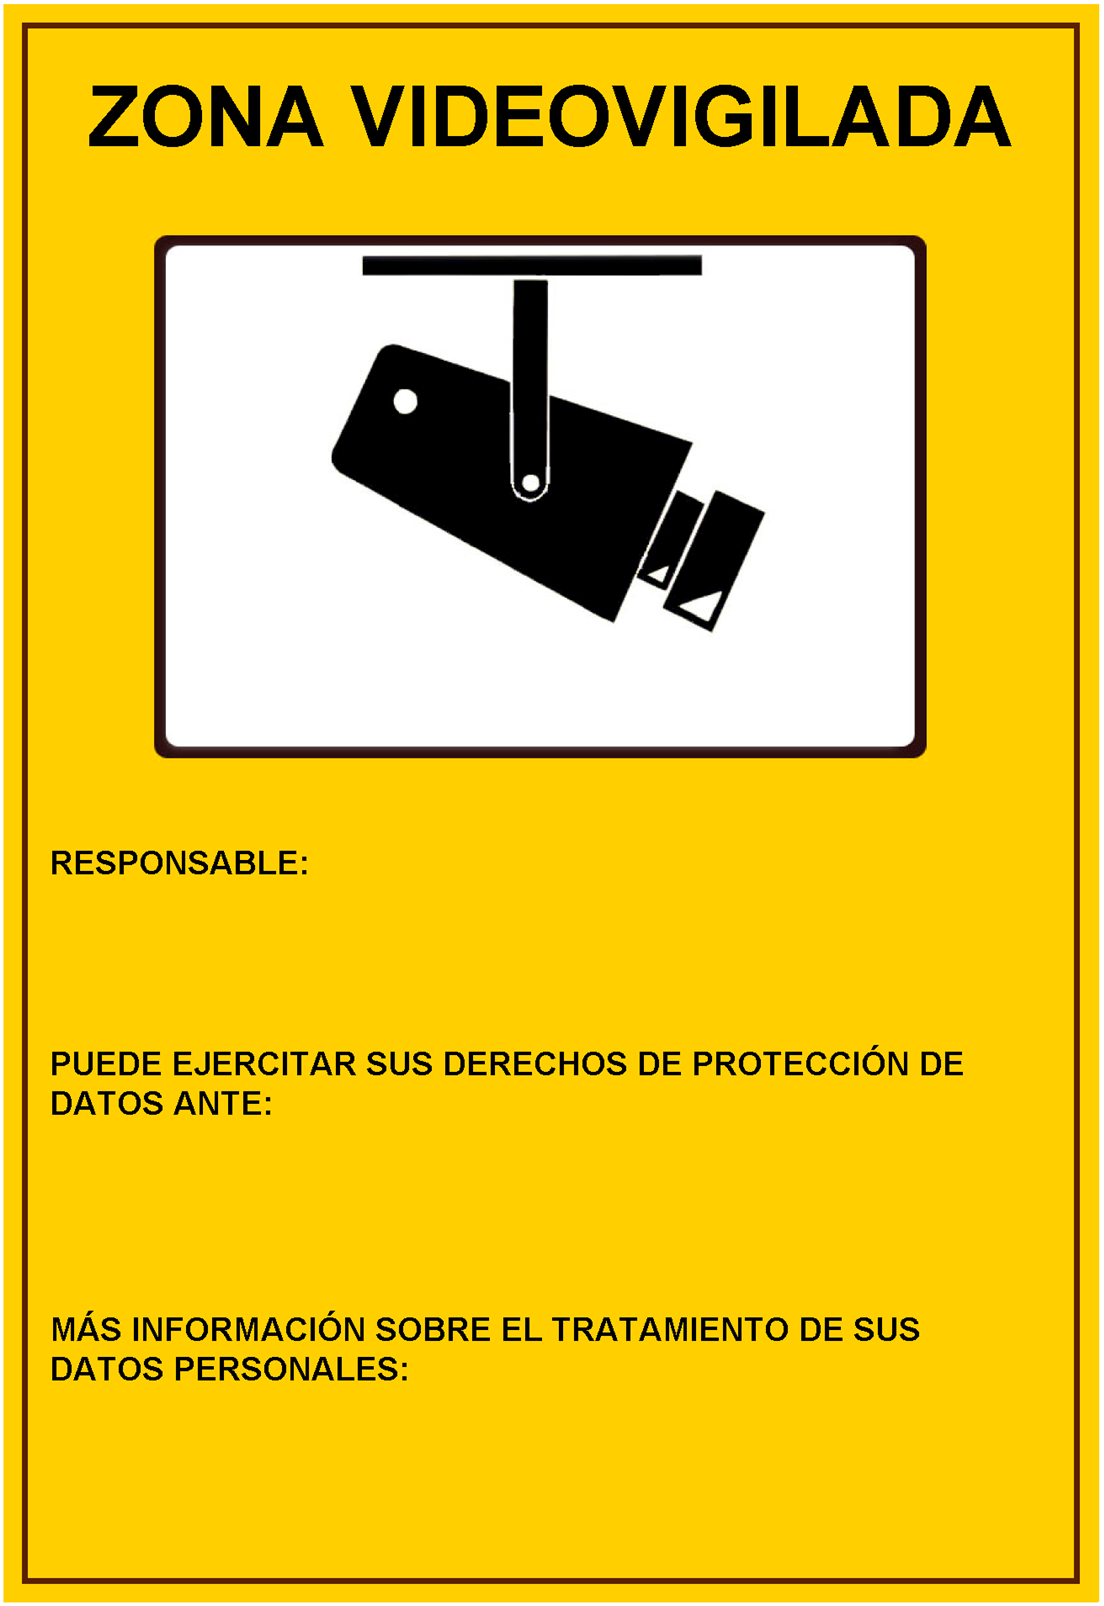 ZONA VIDEOVIGILADA
RESPONSABLE:
PUEDE EJERCITAR SUS DERECHOS DE PROTECCIÓN DE
DATOS ANTE:
MÁS INFORMACIÓN SOBRE EL TRATAMIENTO DE SUS
DATOS PERSONALES: